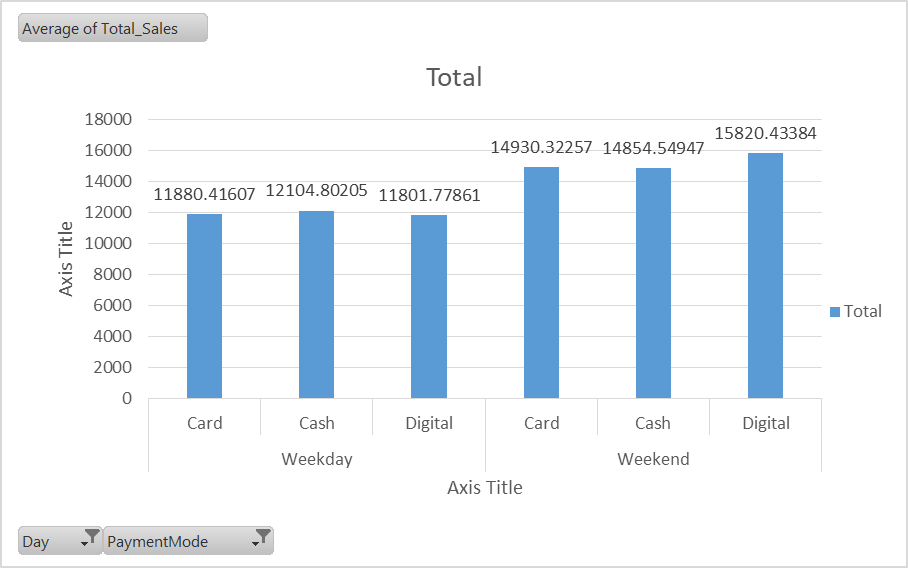 Average of Total_Sales
Total
18000
16000
14000
12000
10000
8000
6000
4000
2000
0
Axis Title
11880.41607
12104.80205
11801.77861
14930.32257
14854.54947
15820.43384
Total
Card Cash Digital Card Cash Digital
Weekday Weekend
Axis Title
Day PaymentMode